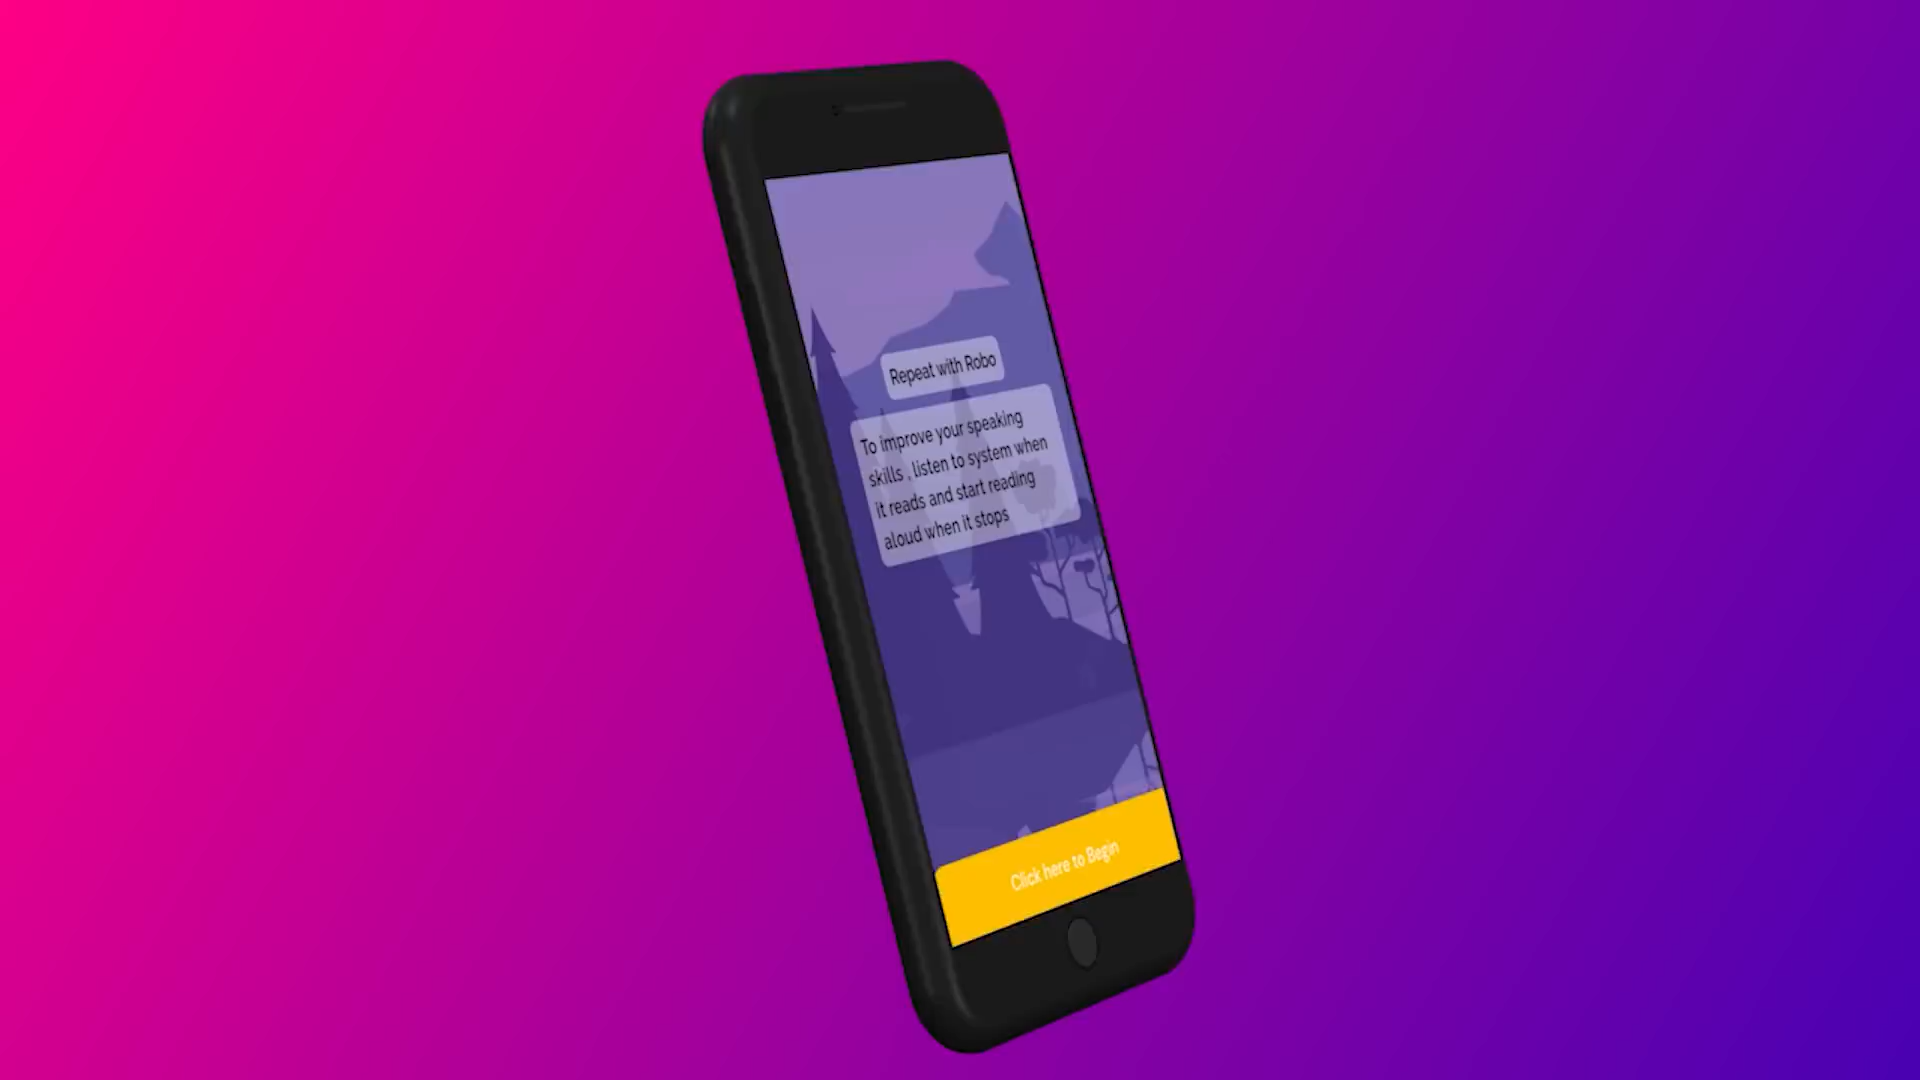 Repeat with Robo
To improve your speaking
skills , listen to system when
it reads and start reading
aloud when it stops
Click here to Begin